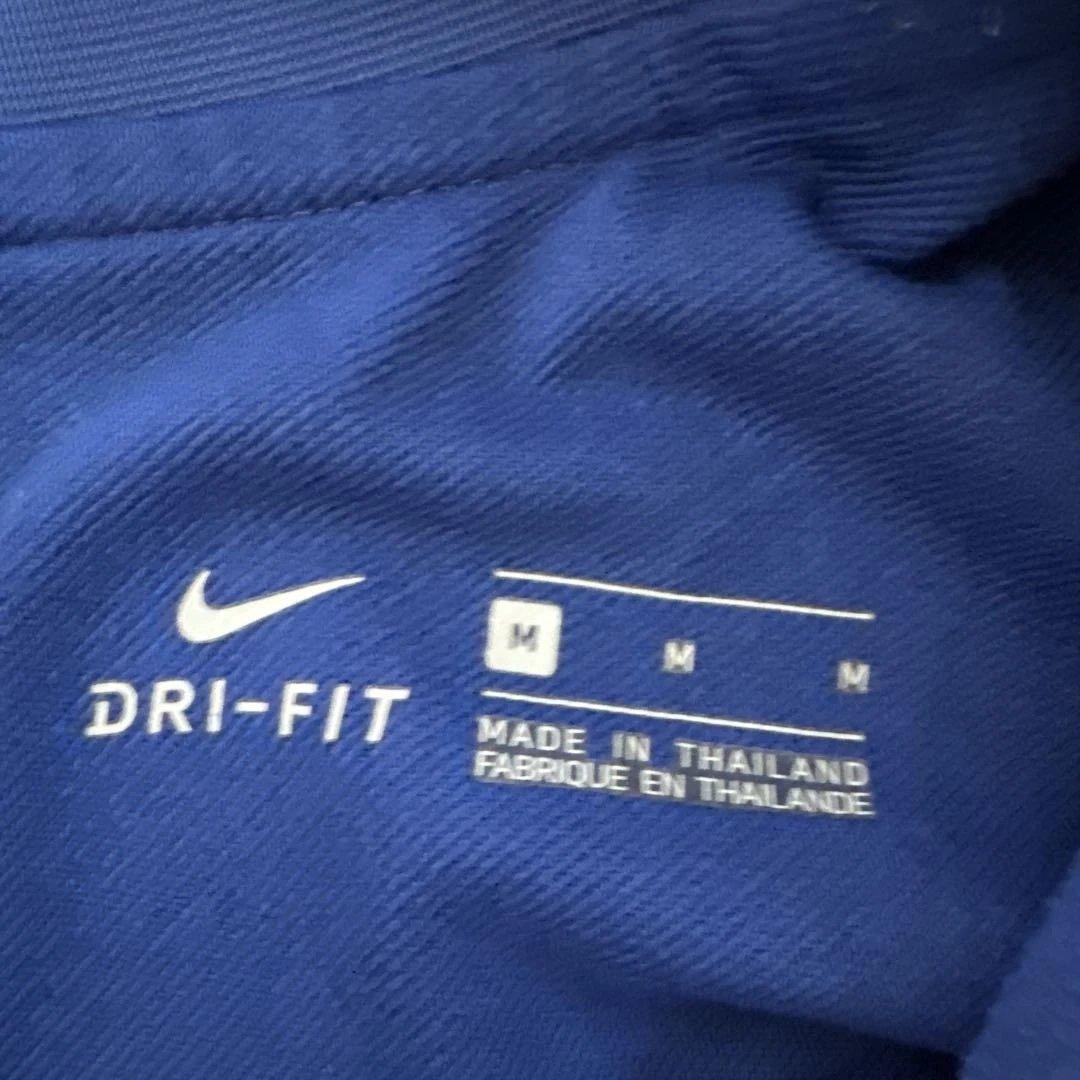 DRI-FIT
M M M
MADE IN THAILAND
FABRIQUE EN THAILANDE